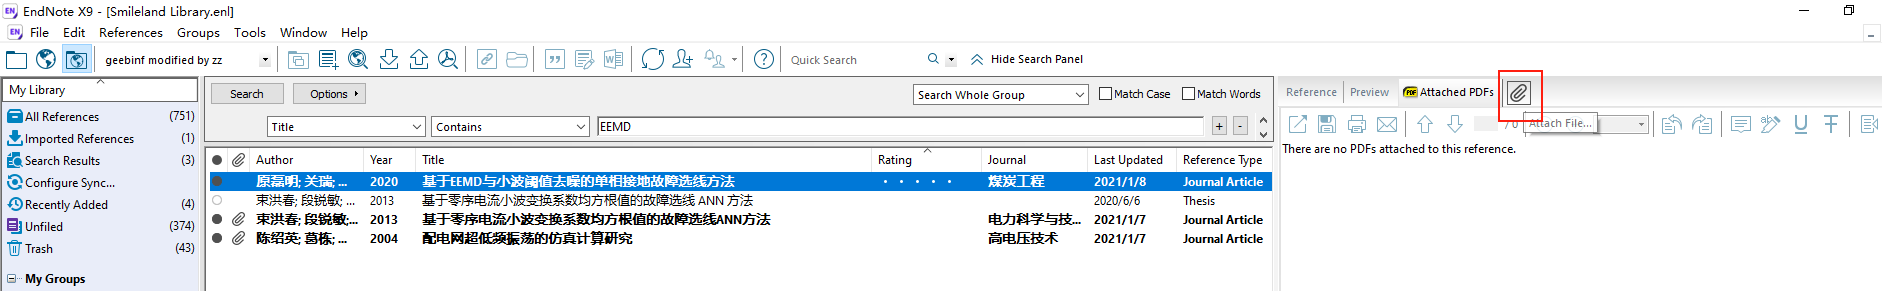 EndNote X9 - [Smileland Library.enl]
File Edit References Groups Tools Window Help
geebinf modified by zz
Quick Search
Hide Search Panel
My Library
All References (751)
Imported References (1)
Search Results (3)
Configure Sync...
Recently Added (4)
Unfiled (374)
Trash (43)
My Groups
Search Options
Search Whole Group Match Case Match Words
Title Contains EEMD + -
Author Year Title Rating Journal Last Updated Reference Type
原磊明; 关瑞; ... 2020 基于EEMD与小波阈值去噪的单相接地故障选线方法 煤炭工程 2021/1/8 Journal Article
束洪春; 段锐敏;... 2013 基于零序电流小波变换系数均方根值的故障选线 ANN 方法 2020/6/6 Thesis
束洪春; 段锐敏;... 2013 基于零序电流小波变换系数均方根值的故障选线ANN方法 电力科学与技... 2021/1/7 Journal Article
陈绍英; 葛栋; ... 2004 配电网超低频振荡的仿真计算研究 高电压技术 2021/1/7 Journal Article
Reference Preview PDF Attached PDFs
/ 0 Attach File...
There are no PDFs attached to this reference.